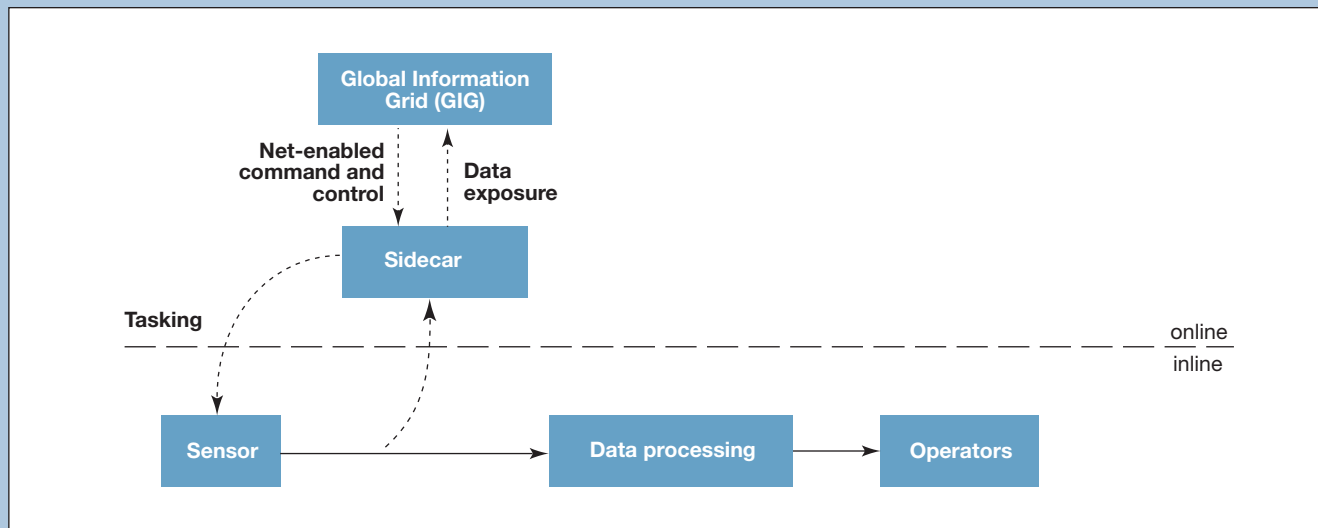 Global Information
Grid (GIG)
Net-enabled
command and
control
Data
exposure
Sidecar
Tasking
online
inline
Sensor
Data processing
Operators